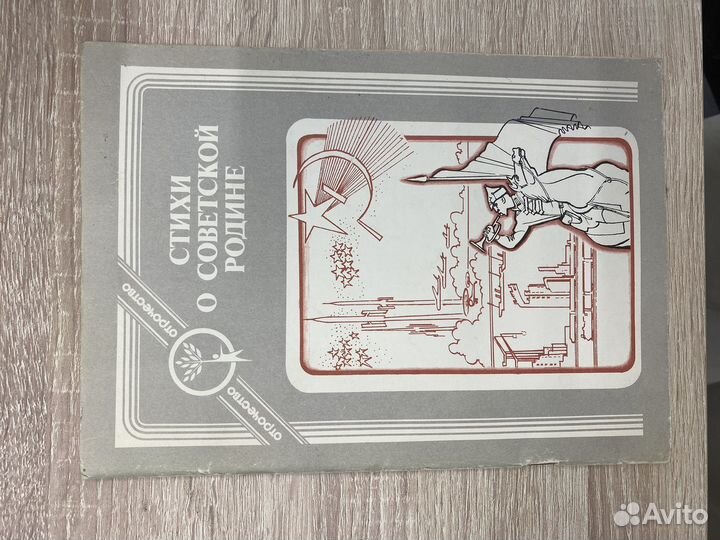 отрочество
отрочество
СТИХИ
О СОВЕТСКОЙ
РОДИНЕ
Avito